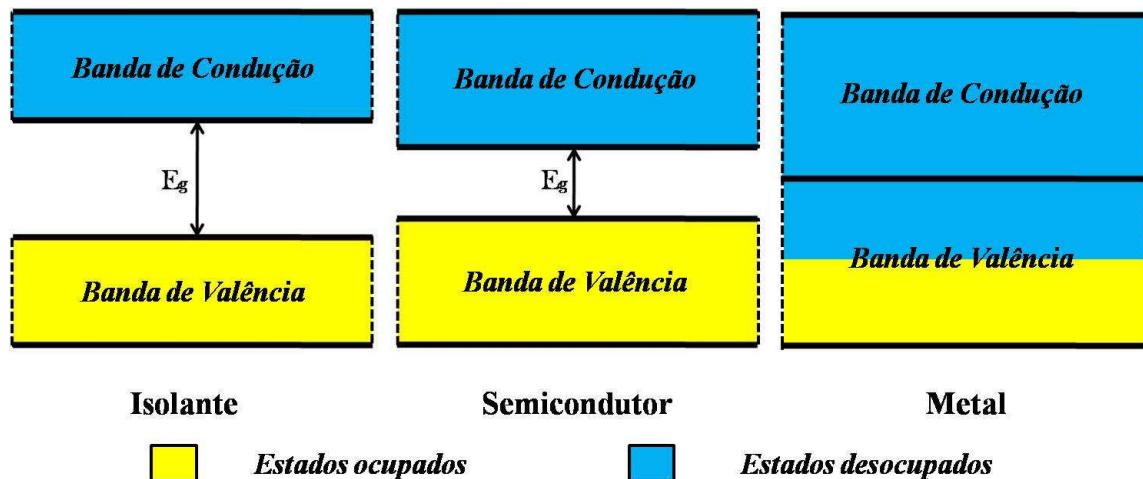 Banda de Condução
Banda de Condução
Banda de Condução
Eg
Eg
Banda de Valência
Banda de Valência
Banda de Valência
Isolante
Semicondutor
Metal
Estados ocupados
Estados desocupados